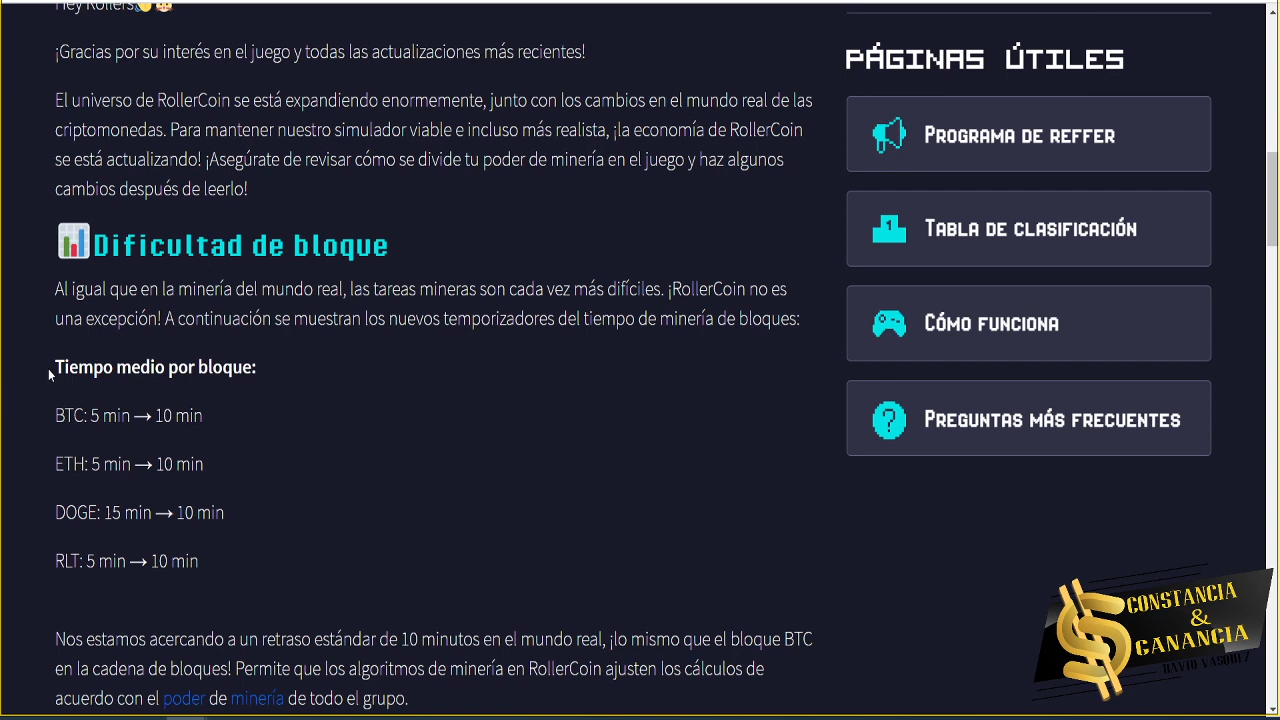 Hey Rollers
¡Gracias por su interés en el juego y todas las actualizaciones más recientes!
El universo de RollerCoin se está expandiendo enormemente, junto con los cambios en el mundo real de las
criptomonedas. Para mantener nuestro simulador viable e incluso más realista, ¡la economía de RollerCoin
se está actualizando! ¡Asegúrate de revisar cómo se divide tu poder de minería en el juego y haz algunos
cambios después de leerlo!
Dificultad de bloque
Al igual que en la minería del mundo real, las tareas mineras son cada vez más difíciles. ¡RollerCoin no es
una excepción! A continuación se muestran los nuevos temporizadores del tiempo de minería de bloques:
Tiempo medio por bloque:
BTC: 5 min → 10 min
ETH: 5 min → 10 min
DOGE: 15 min → 10 min
RLT: 5 min → 10 min
Nos estamos acercando a un retraso estándar de 10 minutos en el mundo real, ¡lo mismo que el bloque BTC
en la cadena de bloques! Permite que los algoritmos de minería en RollerCoin ajusten los cálculos de
acuerdo con el poder de minería de todo el grupo.
PÁGINAS ÚTILES
PROGRAMA DE REFFER
1
TABLA DE CLASIFICACIÓN
CÓMO FUNCIONA
?
PREGUNTAS MÁS FRECUENTES
$ CONSTANCIA
&
GANANCIA
DAVID VASQUEZ